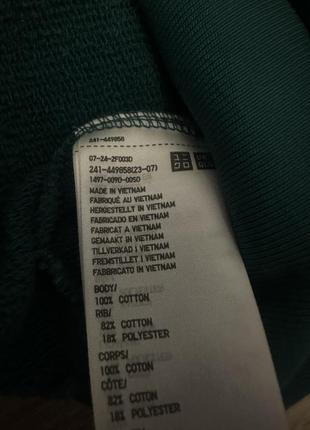 241-449858
07-24-2F003D
241-449858(23-07)
1497-0090-0050
MADE IN VIETNAM
FABRIQUÉ AU VIETNAM
HERGESTELLT IN VIETNAM
FABRICADO EN VIETNAM
FABRICAT A VIETNAM
GEMAAKT IN VIETNAM
TILLVERKAD I VIETNAM
FREMSTILLET I VIETNAM
FABBRICATO IN VIETNAM
BODY/
100% COTTON
RIB/
82% COTTON
18% POLYESTER
CORPS/
100% COTON
CÔTE/
82% COTON
18% POLYESTER